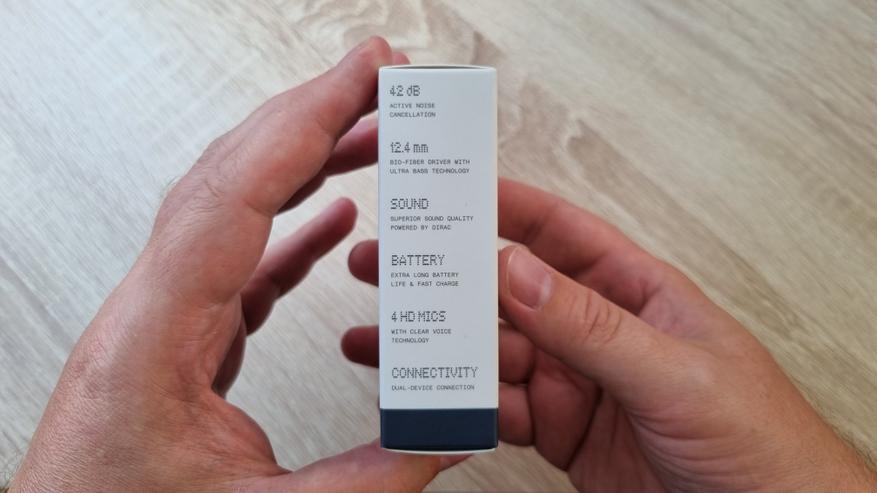 42 dB
ACTIVE NOISE
CANCELLATION
12.4 mm
BIO-FIBER DRIVER WITH
ULTRA BASS TECHNOLOGY
SOUND
SUPERIOR SOUND QUALITY
POWERED BY DIRAC
BATTERY
EXTRA LONG BATTERY
LIFE & FAST CHARGE
4 HD MICS
WITH CLEAR VOICE
TECHNOLOGY
CONNECTIVITY
DUAL-DEVICE CONNECTION